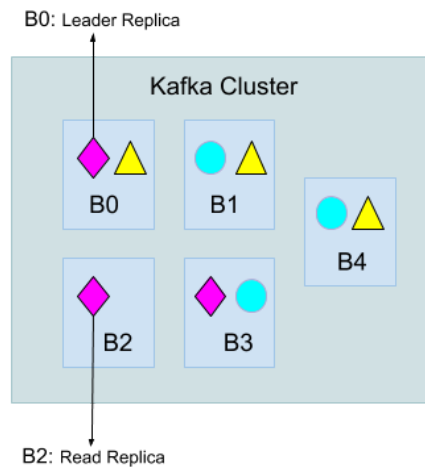 B0: Leader Replica
Kafka Cluster
B0
B1
B4
B2
B3
B2: Read Replica